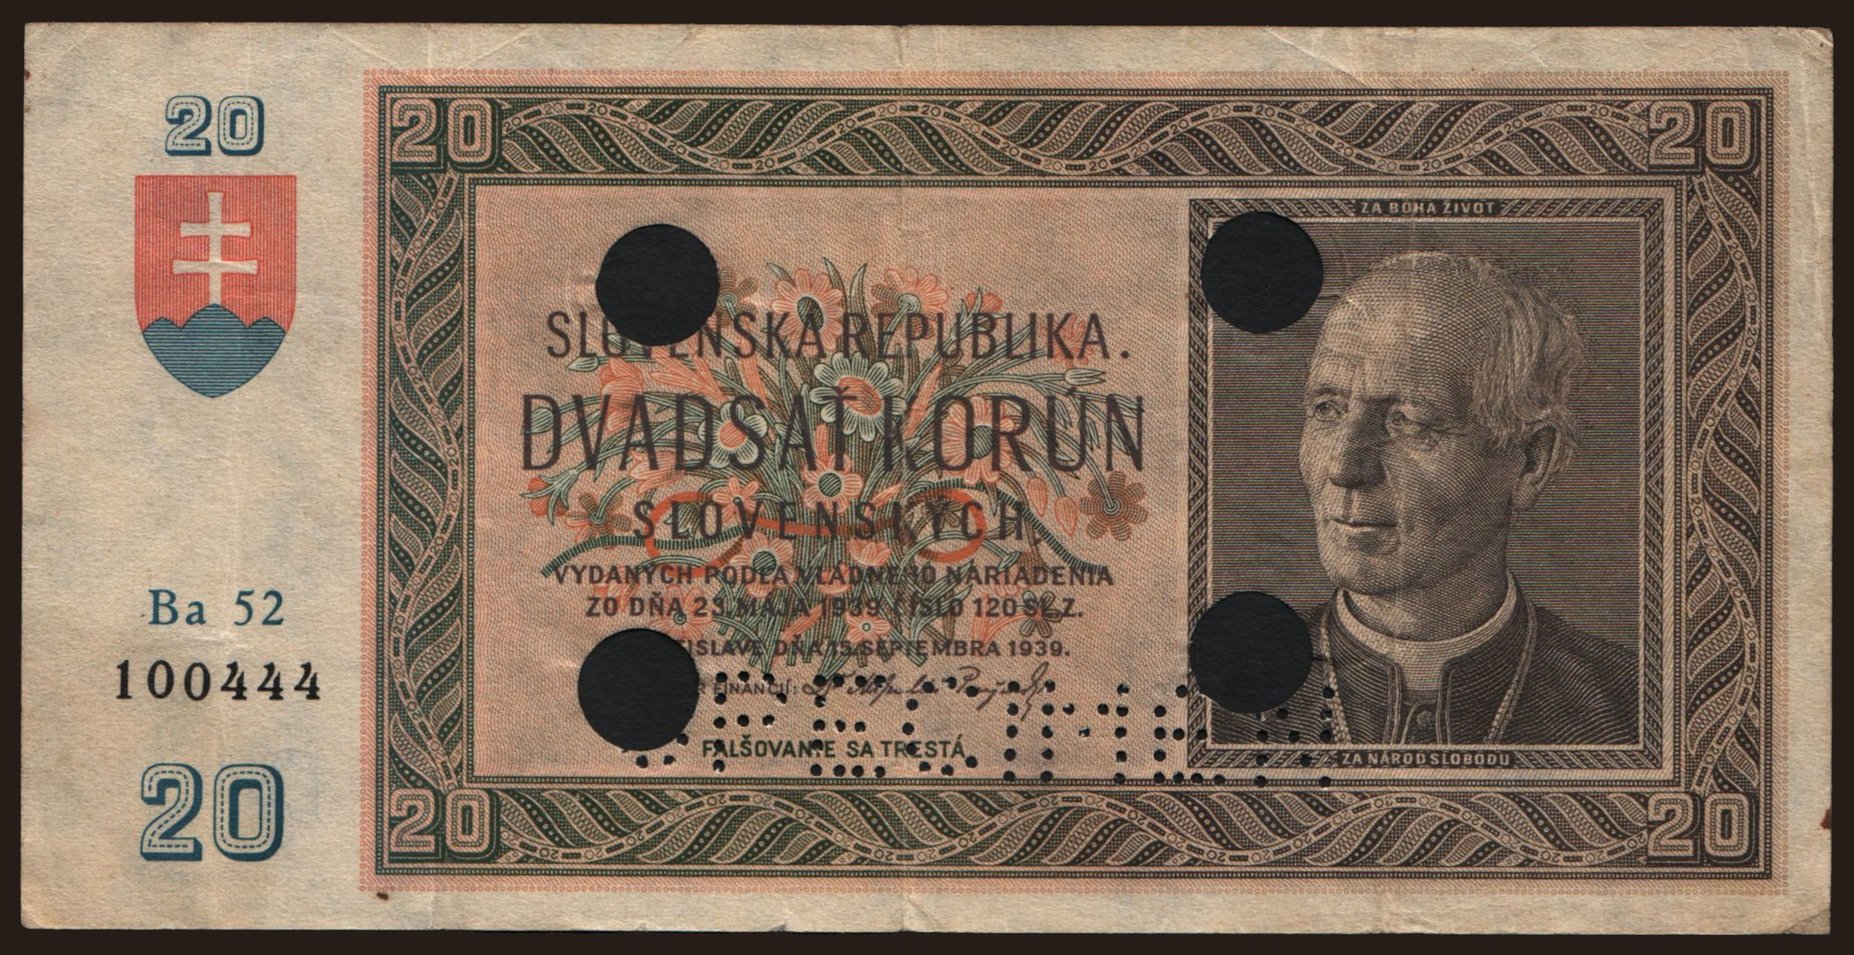 20
20
20
ZA BOHA ŽIVOT
SLOVENSKÁ REPUBLIKA.
DVADSAŤ KORÚN
SLOVENSKÝCH,
VYDANÝCH PODĽA VLÁDNEHO NARIADENIA
ZO DŇA 23. MÁJA 1939 ČÍSLO 120 SL. Z.
DŇA 15. SEPTEMBRA 1939.
FINANCIÍ:
FALŠOVANIE SA TRESTÁ.
SPECIMEN
ZA NÁROD SLOBODU
Ba 52
100444
20
20
20